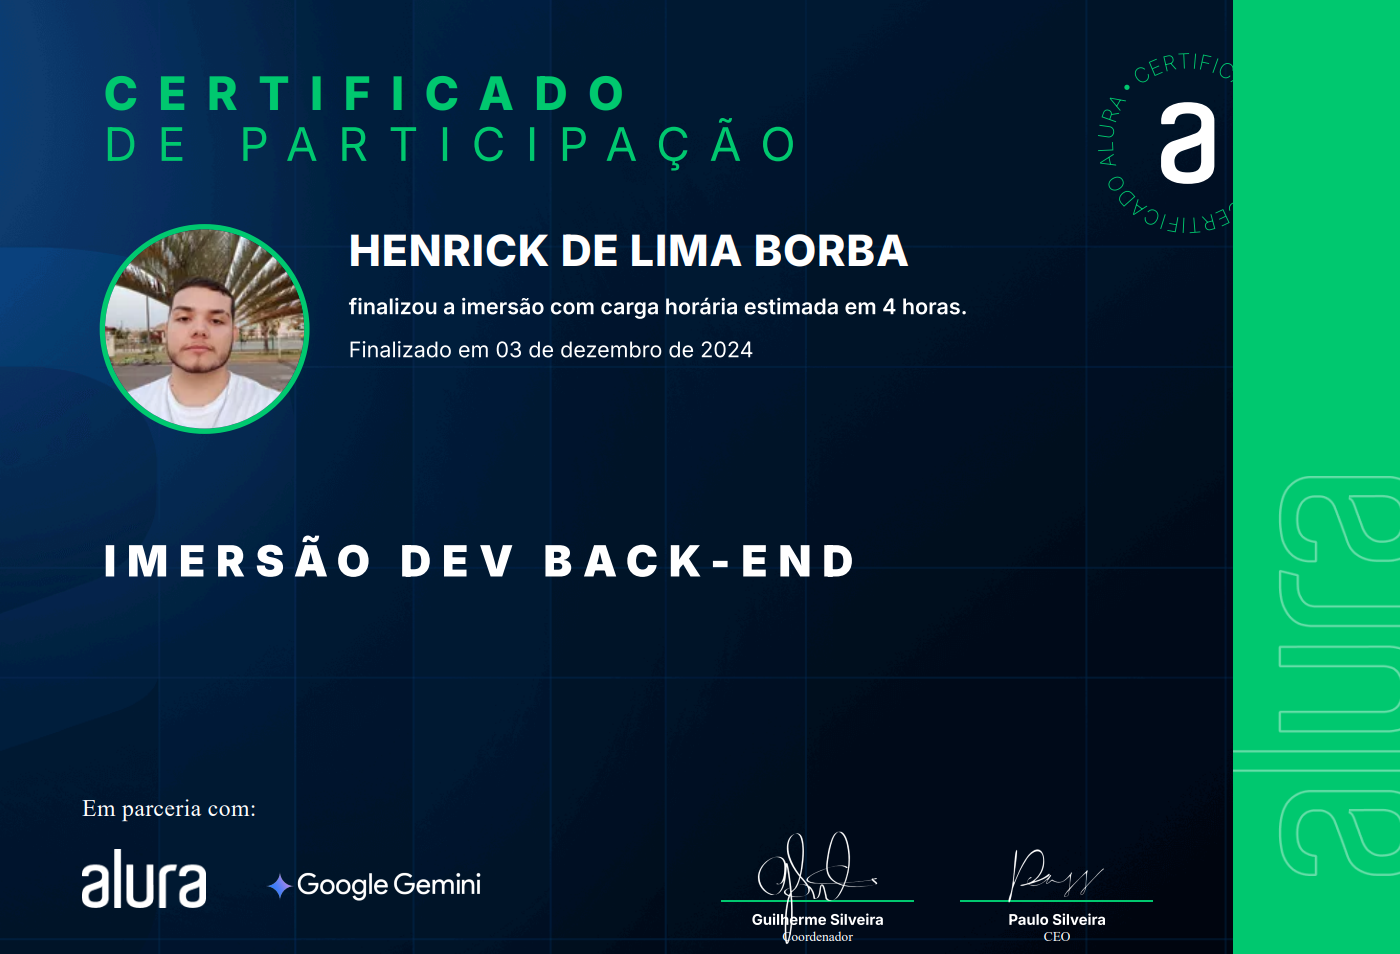 CERTIFICADO
DE PARTICIPAÇÃO
CERTIFICADO ALURA • CERTIFIC
a
HENRICK DE LIMA BORBA
finalizou a imersão com carga horária estimada em 4 horas.
Finalizado em 03 de dezembro de 2024
IMERSÃO DEV BACK-END
Em parceria com:
alura
Google Gemini
Guilherme Silveira
Coordenador
Paulo Silveira
CEO
alura